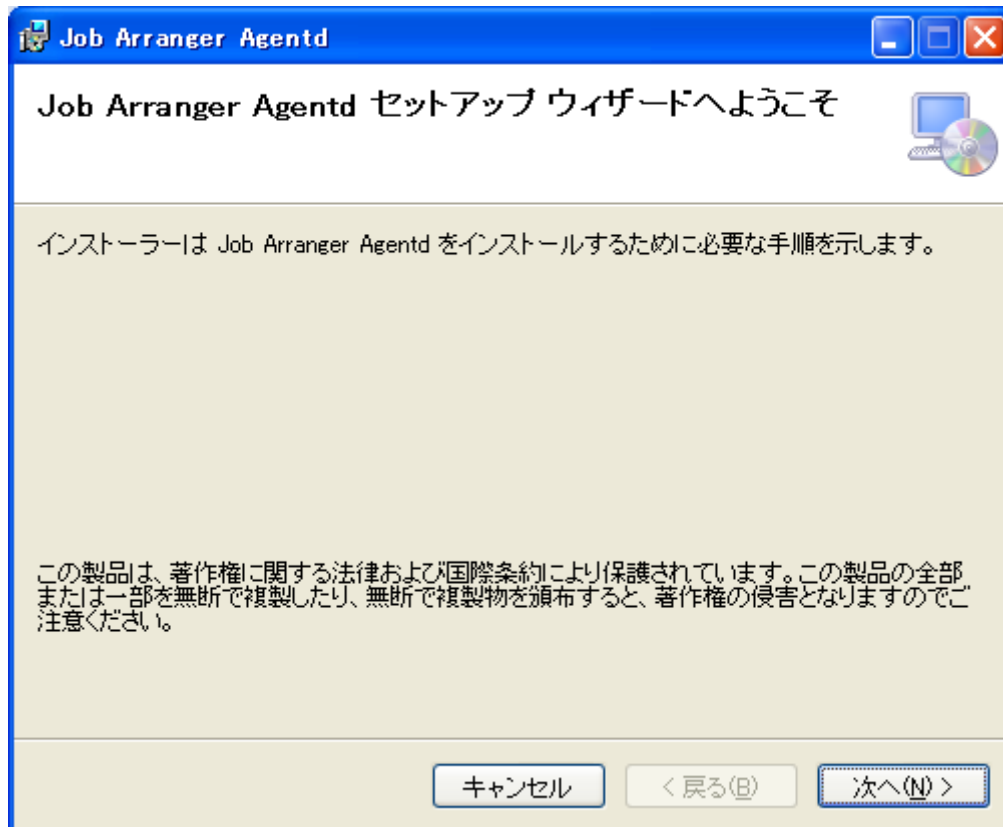 Job Arranger Agentd
Job Arranger Agentd セットアップ ウィザードへようこそ
インストーラーは Job Arranger Agentd をインストールするために必要な手順を示します。
この製品は、著作権に関する法律および国際条約により保護されています。この製品の全部
または一部を無断で複製したり、無断で複製物を頒布すると、著作権の侵害となりますのでご
注意ください。
キャンセル
< 戻る(B)
次へ(N) >